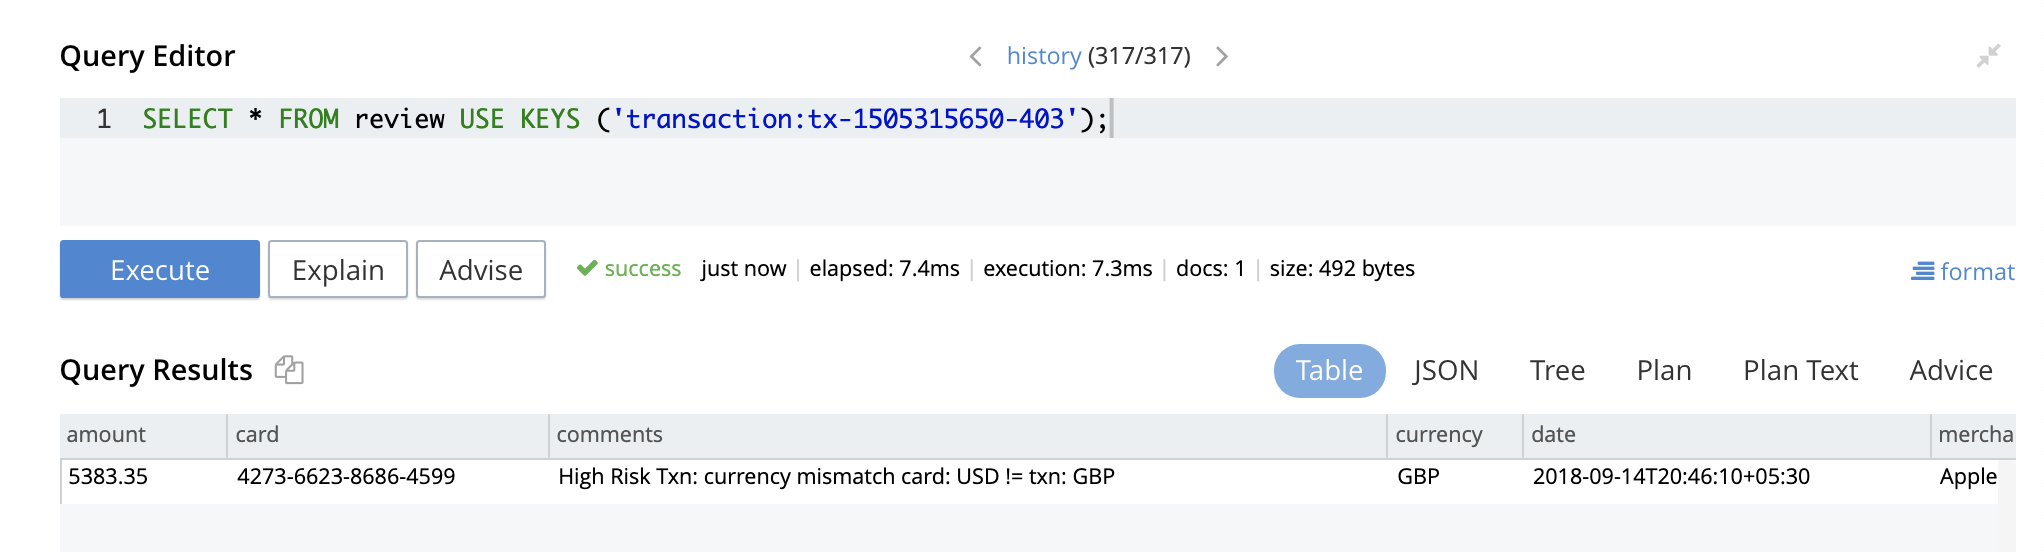 Query Editor
history (317/317)
1 SELECT * FROM review USE KEYS ('transaction:tx-1505315650-403');
Execute Explain Advise success just now elapsed: 7.4ms execution: 7.3ms docs: 1 size: 492 bytes format
Query Results Table JSON Tree Plan Plan Text Advice
amount card comments currency date mercha
5383.35 4273-6623-8686-4599 High Risk Txn: currency mismatch card: USD != txn: GBP GBP 2018-09-14T20:46:10+05:30 Apple